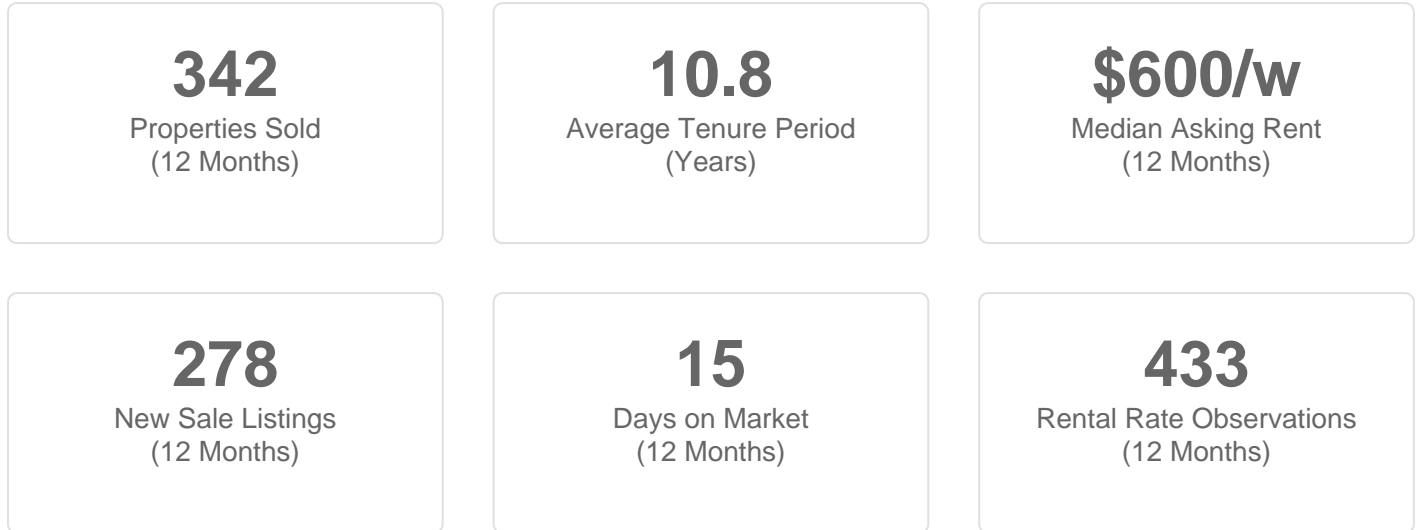 342
Properties Sold
(12 Months)
10.8
Average Tenure Period
(Years)
$600/w
Median Asking Rent
(12 Months)
278
New Sale Listings
(12 Months)
15
Days on Market
(12 Months)
433
Rental Rate Observations
(12 Months)